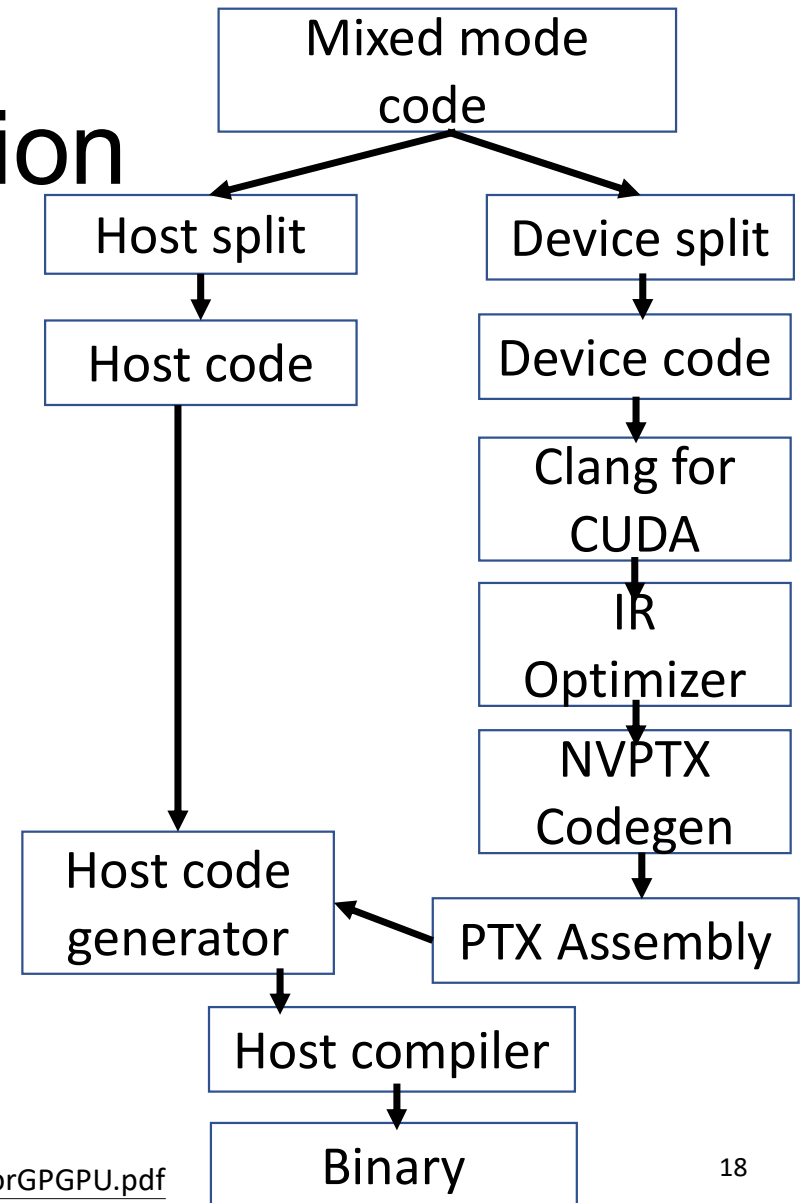 Mixed mode
code
ion
Host split
Device split
Host code
Device code
Clang for
CUDA
IR
Optimizer
NVPTX
Codegen
Host code
generator
PTX Assembly
Host compiler
Binary
orGPGPU.pdf
18